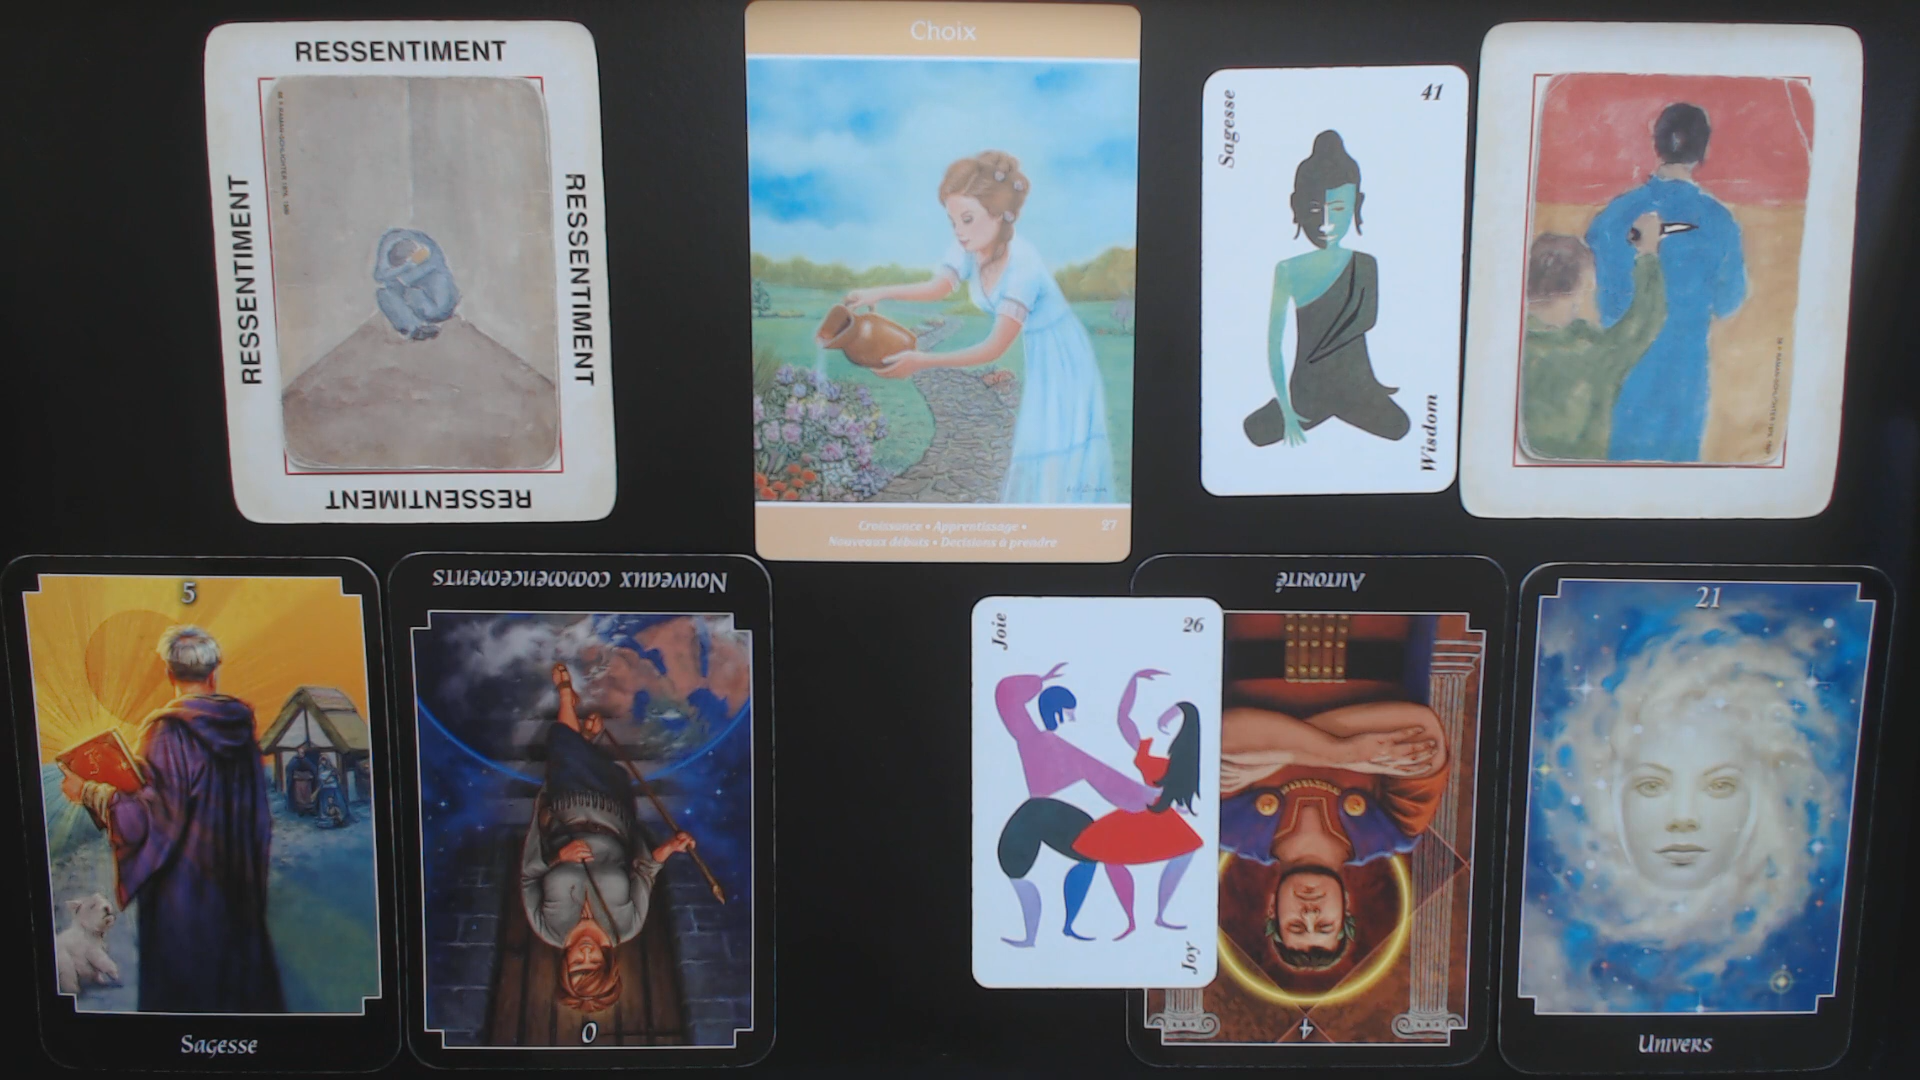 RESSENTIMENT
RESSENTIMENT
RESSENTIMENT
RESSENTIMENT
Choix
Croissance • Apprentissage •
Nouveaux débuts • Decisions à prendre
27
Sagesse
41
Wisdom
5
Sagesse
Nouveaux commencements
0
Joie
26
Joy
Autorité
4
21
Univers